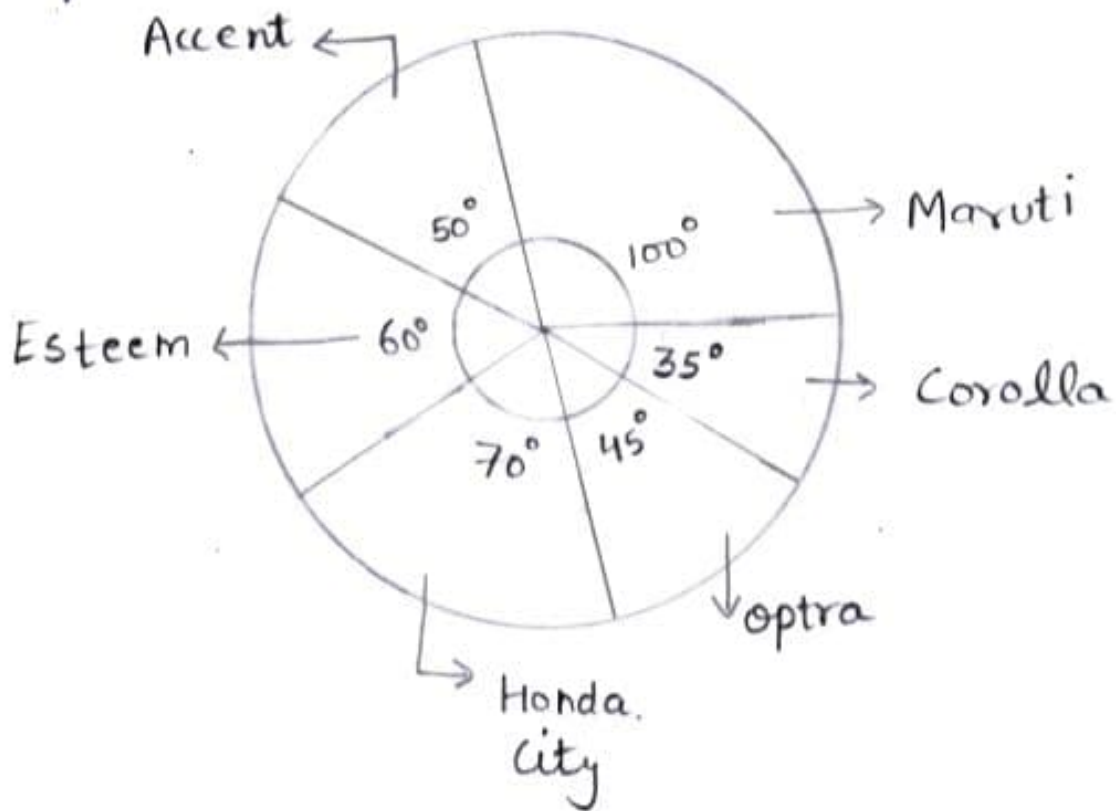 Accent
50°
100°
Maruti
Esteem
60°
35°
Corolla
70°
45°
optra
Honda.
City